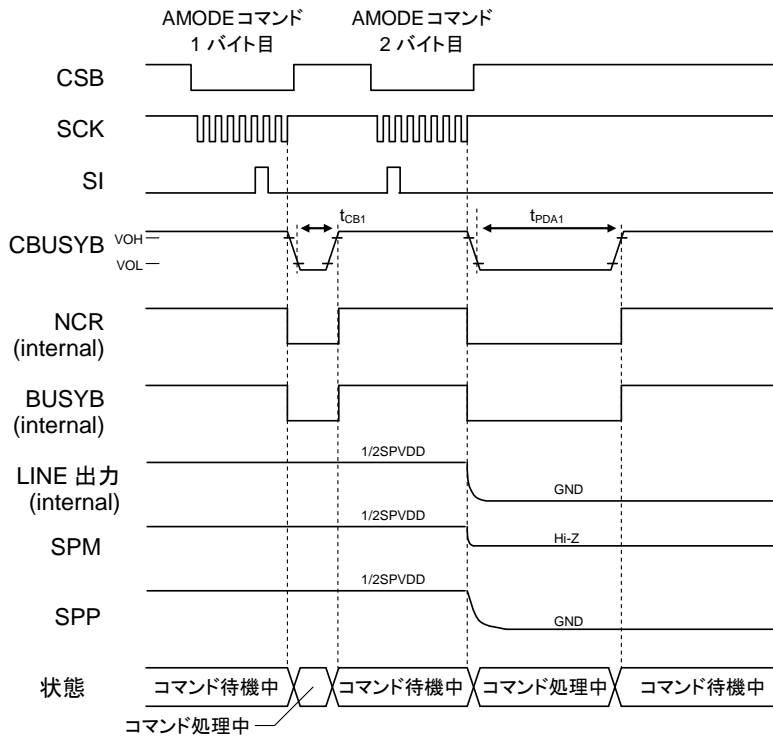 AMODEコマンド
1 バイト目
AMODEコマンド
2 バイト目
CSB
SCK
SI
CBUSYB
VOH
VOL
tCB1
tPDA1
NCR
(internal)
BUSYB
(internal)
LINE 出力
(internal)
1/2SPVDD
GND
SPM
1/2SPVDD
Hi-Z
SPP
1/2SPVDD
GND
状態
コマンド待機中
コマンド待機中
コマンド処理中
コマンド待機中
コマンド処理中